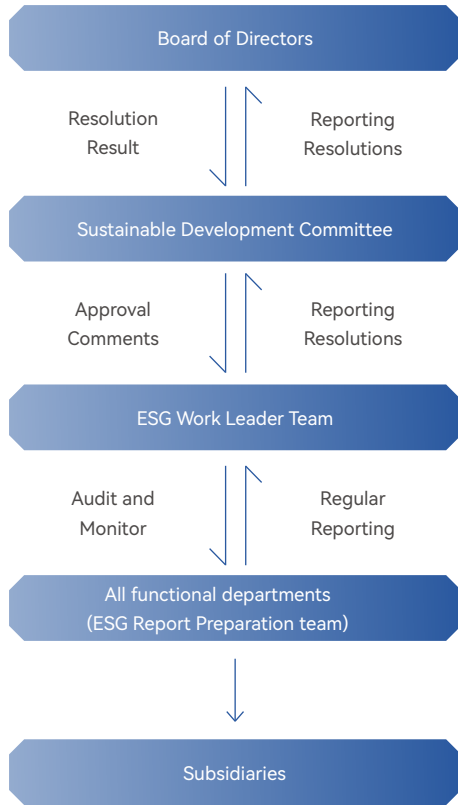 Board of Directors
Resolution
Result
Reporting
Resolutions
Sustainable Development Committee
Approval
Comments
Reporting
Resolutions
ESG Work Leader Team
Audit and
Monitor
Regular
Reporting
All functional departments
(ESG Report Preparation team)
Subsidiaries